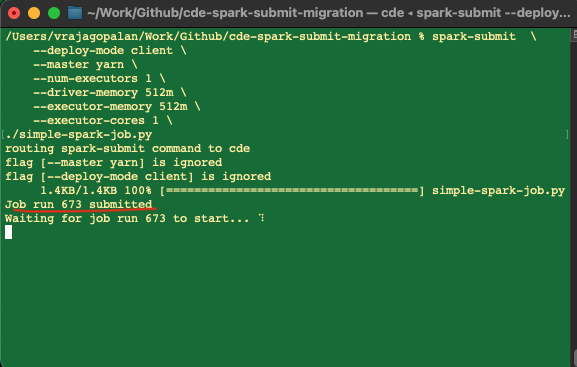 ~/Work/Github/cde-spark-submit-migration — cde ◂ spark-submit --deploy...
/Users/vrajagopalan/Work/Github/cde-spark-submit-migration % spark-submit  \
    --deploy-mode client \
    --master yarn \
    --num-executors 1 \
    --driver-memory 512m \
    --executor-memory 512m \
    --executor-cores 1 \
[./simple-spark-job.py ]
routing spark-submit command to cde
flag [--master yarn] is ignored
flag [--deploy-mode client] is ignored
     1.4KB/1.4KB 100% [====================================] simple-spark-job.py
Job run 673 submitted
Waiting for job run 673 to start... ⠹